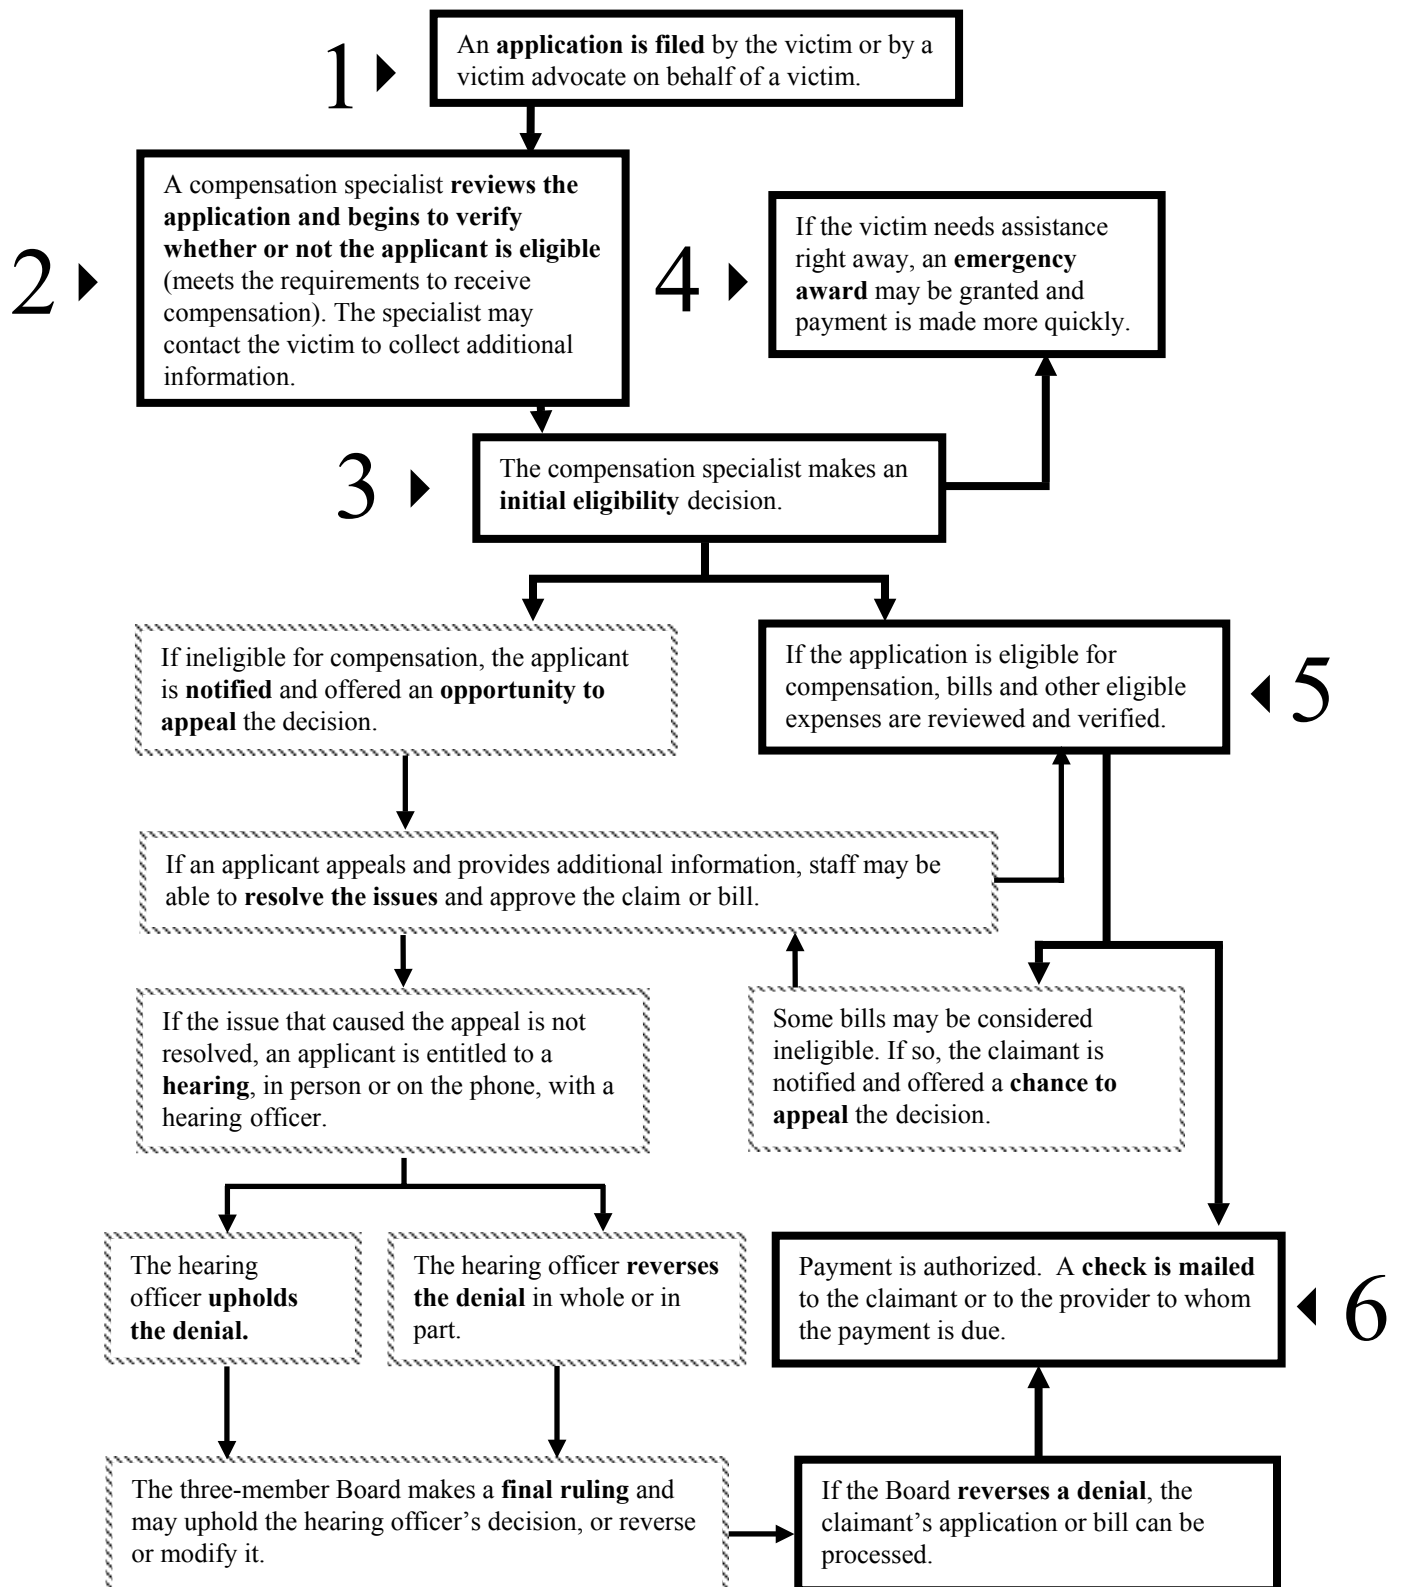 1
An application is filed by the victim or by a
victim advocate on behalf of a victim.
2
A compensation specialist reviews the
application and begins to verify
whether or not the applicant is eligible
(meets the requirements to receive
compensation). The specialist may
contact the victim to collect additional
information.
4
If the victim needs assistance
right away, an emergency
award may be granted and
payment is made more quickly.
3
The compensation specialist makes an
initial eligibility decision.
If ineligible for compensation, the applicant
is notified and offered an opportunity to
appeal the decision.
If the application is eligible for
compensation, bills and other eligible
expenses are reviewed and verified.
5
If an applicant appeals and provides additional information, staff may be
able to resolve the issues and approve the claim or bill.
If the issue that caused the appeal is not
resolved, an applicant is entitled to a
hearing, in person or on the phone, with a
hearing officer.
Some bills may be considered
ineligible. If so, the claimant is
notified and offered a chance to
appeal the decision.
The hearing
officer upholds
the denial.
The hearing officer reverses
the denial in whole or in
part.
Payment is authorized.  A check is mailed
to the claimant or to the provider to whom
the payment is due.
6
The three-member Board makes a final ruling and
may uphold the hearing officer’s decision, or reverse
or modify it.
If the Board reverses a denial, the
claimant’s application or bill can be
processed.